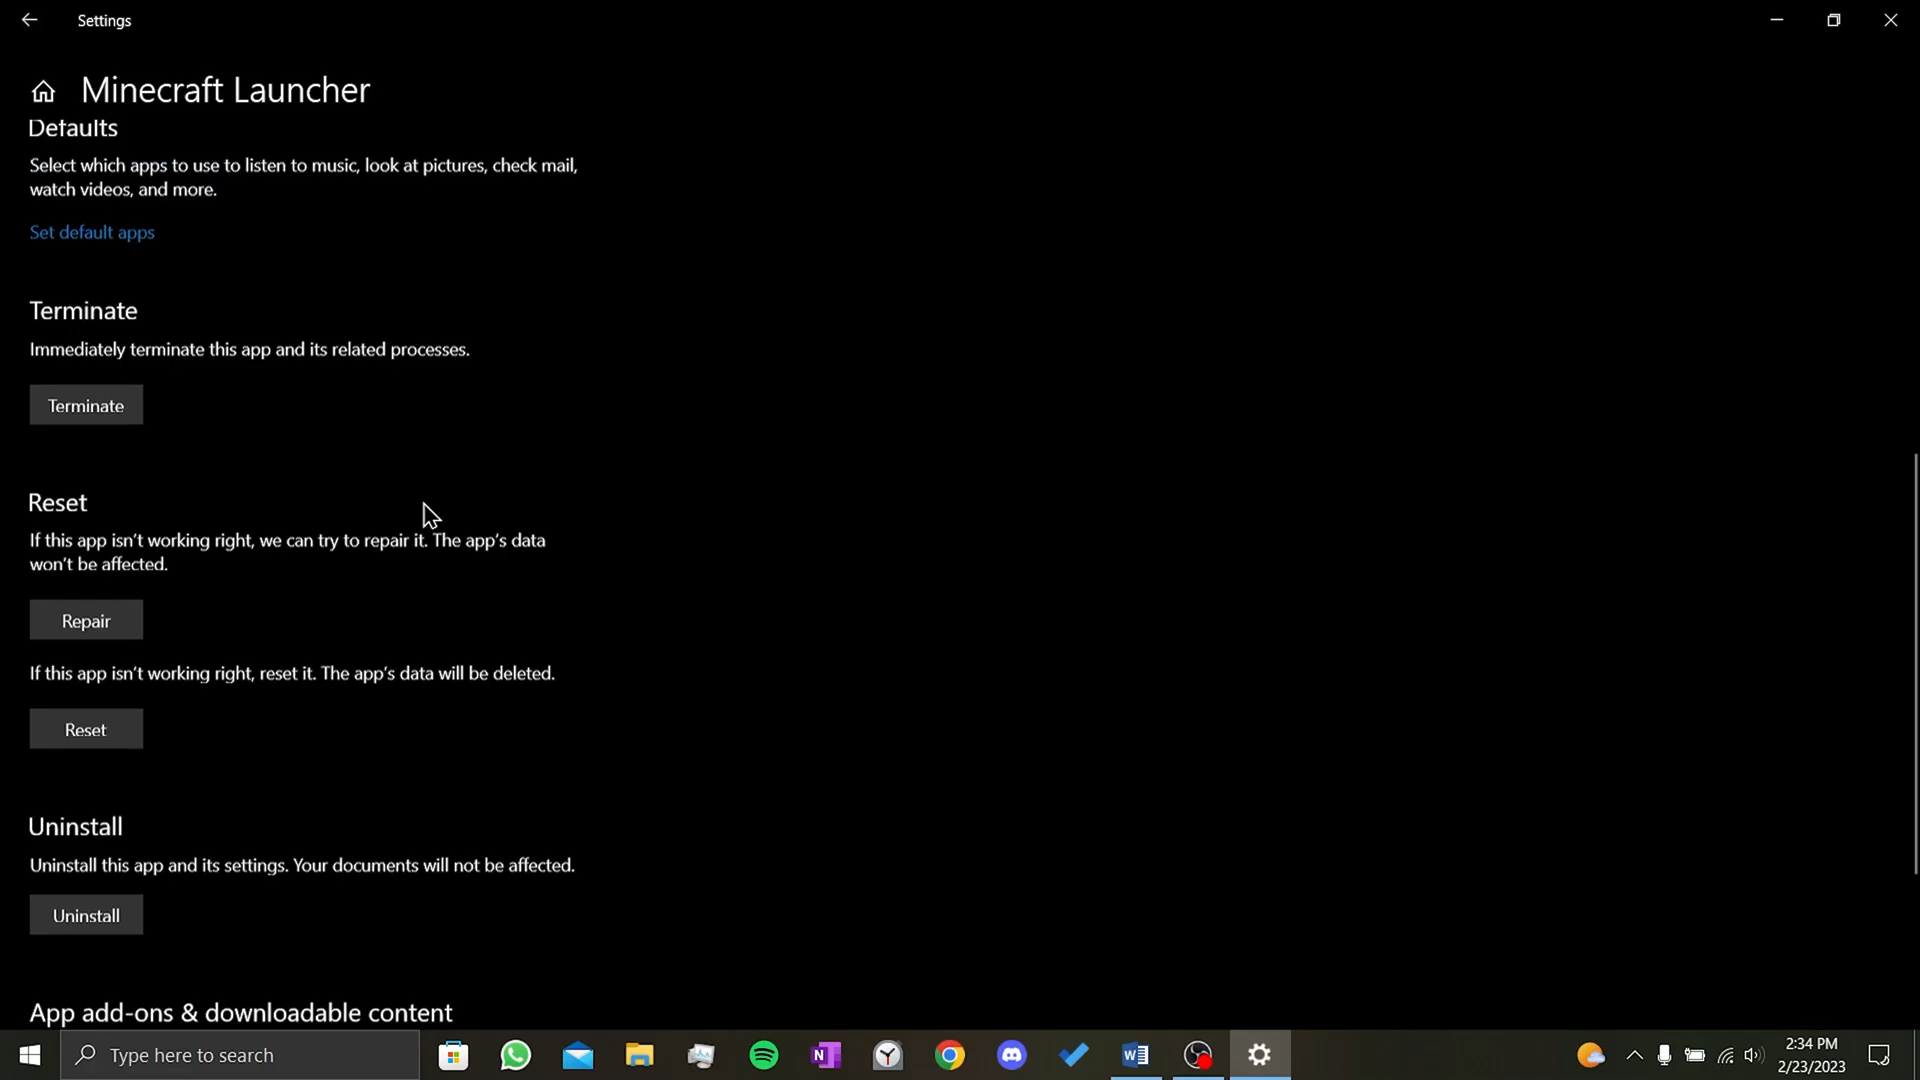 Settings
Minecraft Launcher
Defaults
Select which apps to use to listen to music, look at pictures, check mail,
watch videos, and more.
Set default apps
Terminate
Immediately terminate this app and its related processes.
Terminate
Reset
If this app isn't working right, we can try to repair it. The app's data
won't be affected.
Repair
If this app isn't working right, reset it. The app's data will be deleted.
Reset
Uninstall
Uninstall this app and its settings. Your documents will not be affected.
Uninstall
App add-ons & downloadable content
Type here to search
2:34 PM
2/23/2023